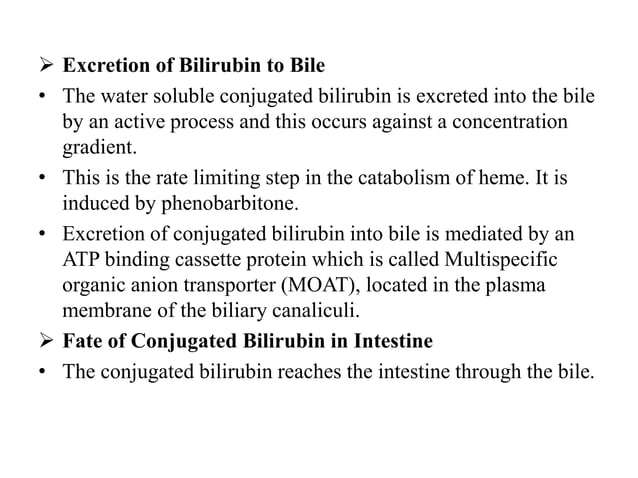 ➢ Excretion of Bilirubin to Bile
• The water soluble conjugated bilirubin is excreted into the bile
by an active process and this occurs against a concentration
gradient.
• This is the rate limiting step in the catabolism of heme. It is
induced by phenobarbitone.
• Excretion of conjugated bilirubin into bile is mediated by an
ATP binding cassette protein which is called Multispecific
organic anion transporter (MOAT), located in the plasma
membrane of the biliary canaliculi.
➢ Fate of Conjugated Bilirubin in Intestine
• The conjugated bilirubin reaches the intestine through the bile.